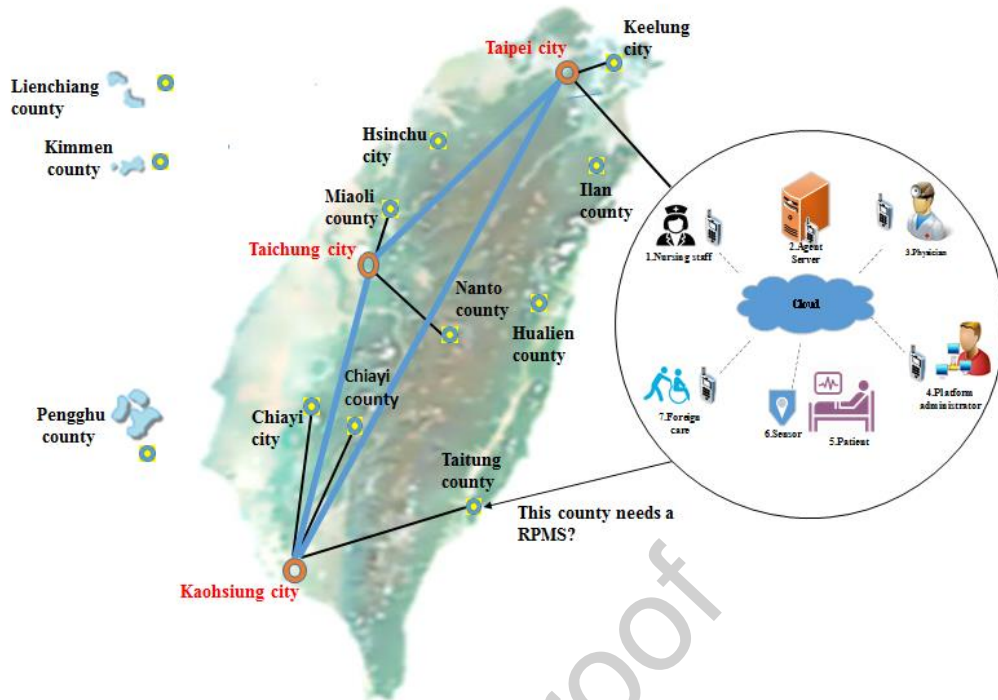 Taipei city
Keelung
city
Lienchiang
county
Kimmen
county
Hsinchu
city
Ilan
county
Miaoli
county
Taichung city
Nanto
county
Hualien
county
Chiayi
county
Chiayi
city
Pengghu
county
Taitung
county
This county needs a
RPMS?
Kaohsiung city
1.Nursing staff
2.Agent
Server
3.Physician
Cloud
4.Platform
administrator
7.Foreign
care
6.Sensor
5.Patient
roof